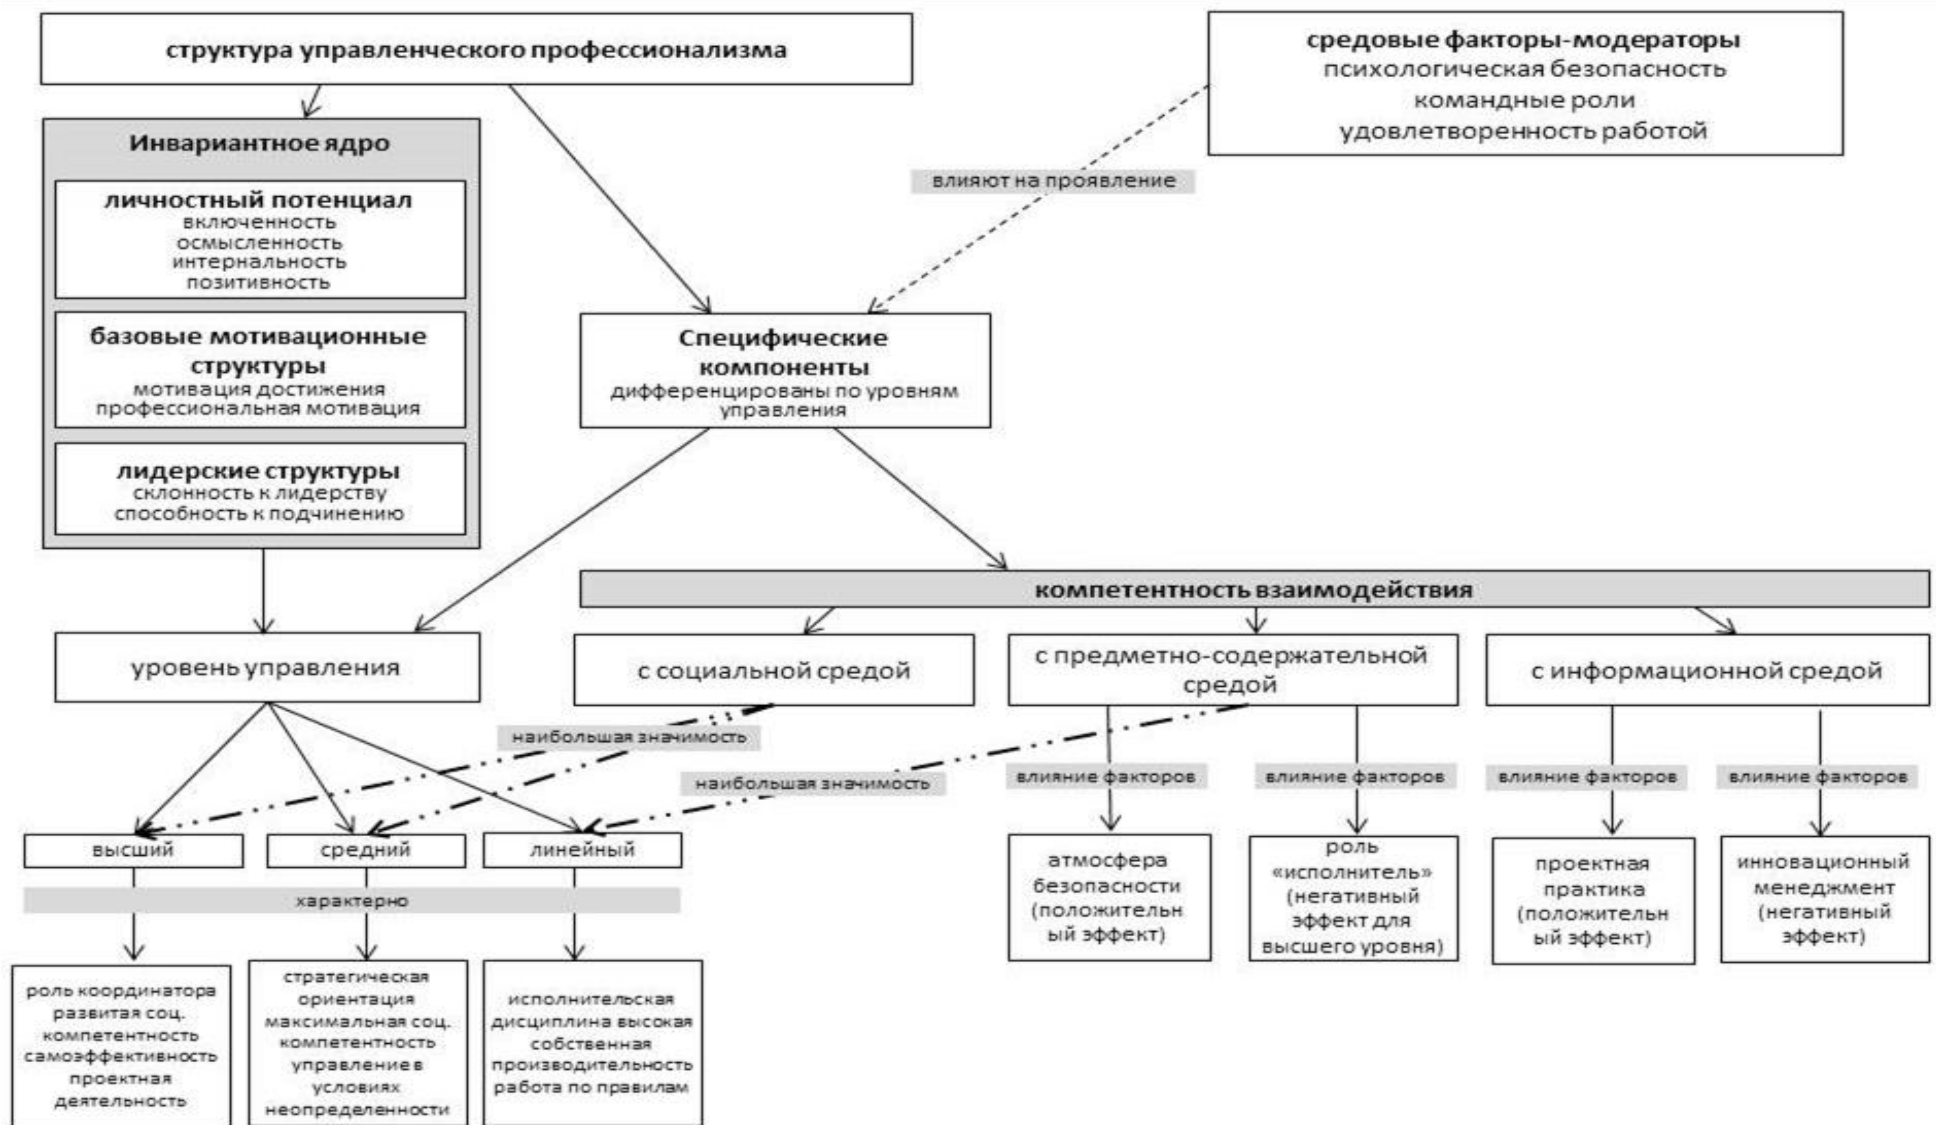 структура управленческого профессионализма
средовые факторы-модераторы
психологическая безопасность
командные роли
удовлетворенность работой
Инвариантное ядро
личностный потенциал
включенность
осмысленность
интернальность
позитивность
базовые мотивационные
структуры
мотивация достижения
профессиональная мотивация
лидерские структуры
склонность к лидерству
способность к подчинению
влияют на проявление
Специфические
компоненты
дифференцированы по уровням
управления
компетентность взаимодействия
уровень управления
с социальной средой
с предметно-содержательной
средой
с информационной средой
наибольшая значимость
наибольшая значимость
влияние факторов
влияние факторов
влияние факторов
влияние факторов
высший
средний
линейный
характерно
атмосфера
безопасности
(положительн
ый эффект)
роль
«исполнитель»
(негативный
эффект для
высшего уровня)
проектная
практика
(положительн
ый эффект)
инновационный
менеджмент
(негативный
эффект)
роль координатора
развитая соц.
компетентность
самоэффективность
проектная
деятельность
стратегическая
ориентация
максимальная соц.
компетентность
управление в
условиях
неопределенности
исполнительская
дисциплина высокая
собственная
производительность
работа по правилам